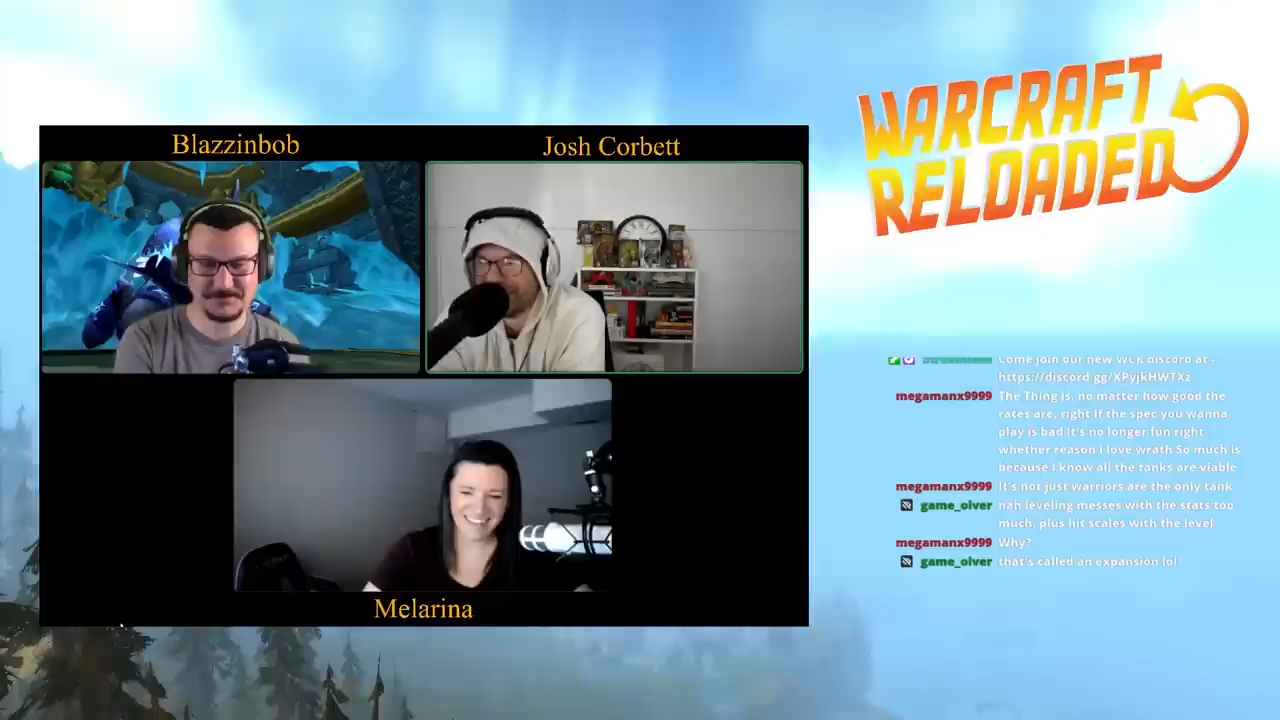 Blazzinbob
Josh Corbett
WARCRAFT
RELOADED
Come join our new WCR discord at -
https://discord.gg/XPyjkHWTXz
megamanx9999 The Thing is, no matter how good the
rates are, right If the spec you wanna
play is bad It's no longer fun right
whether reason I love wrath So much is
because I know all the tanks are viable
megamanx9999 It's not just warriors are the only tank
game_olver nah leveling messes with the stats too
much, plus hit scales with the level
megamanx9999 Why?
game_olver that's called an expansion lol
Melarina